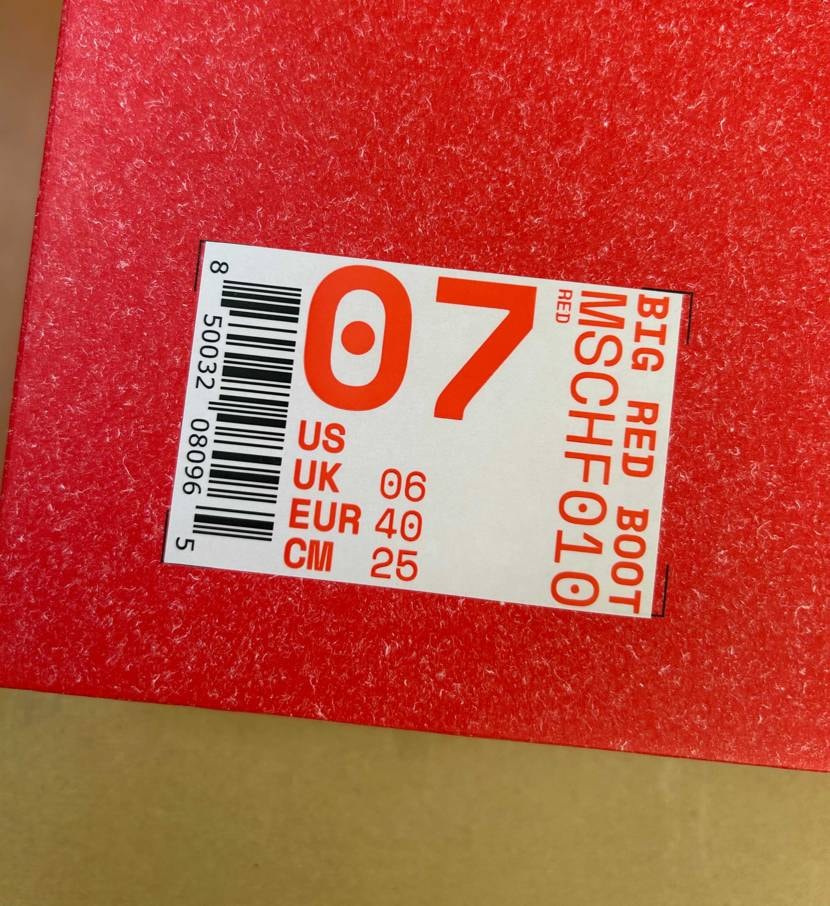 BIG RED BOOT
MSCHF010
RED
07
US
UK 06
EUR 40
CM 25
8 50032 08096 5